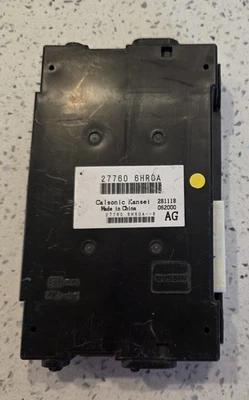 27760 6HR0A
Calsonic Kansei 281118
Made in China 062000
27760 6HR0A--A AG